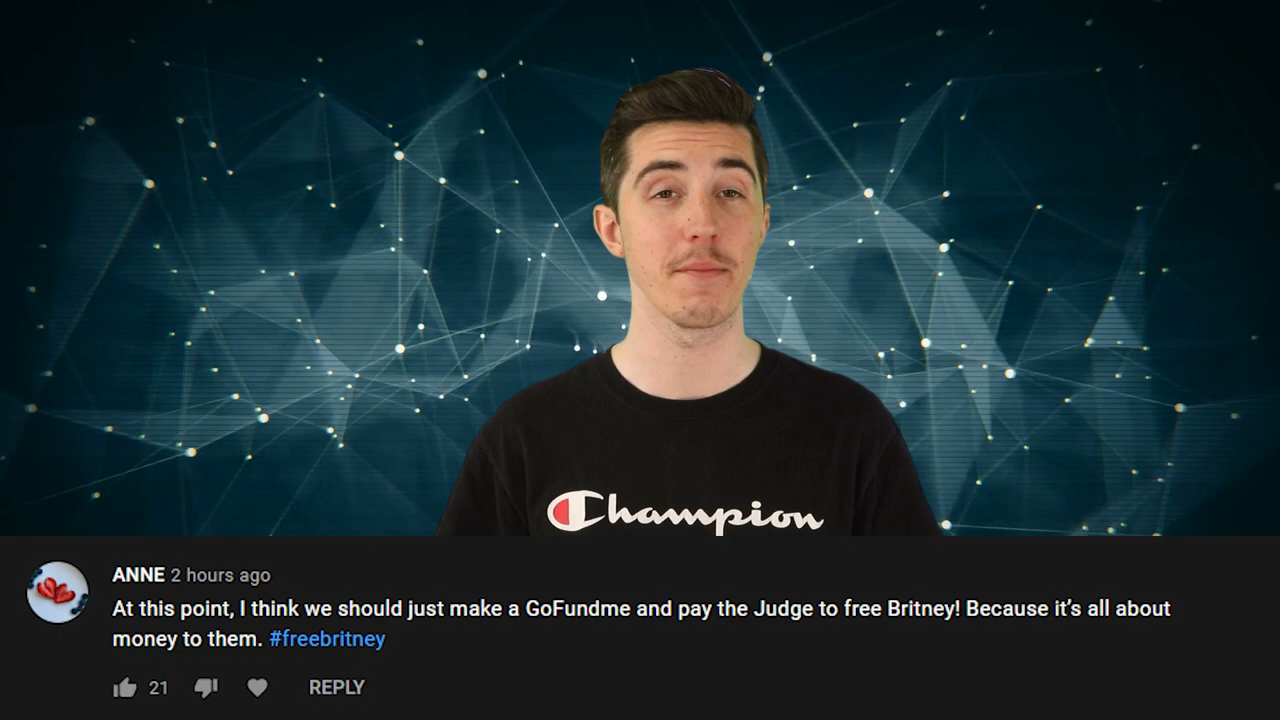 Champion
ANNE 2 hours ago
At this point, I think we should just make a GoFundme and pay the Judge to free Britney! Because it’s all about
money to them. #freebritney
21
REPLY